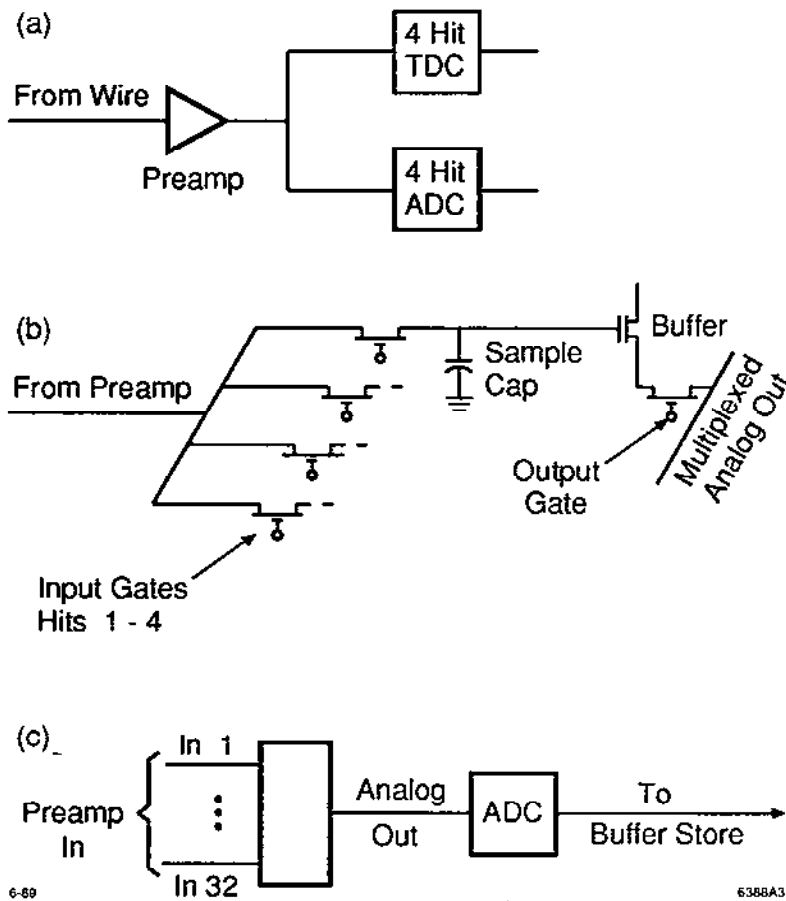 (a)
4 Hit
TDC
From Wire
Preamp
4 Hit
ADC
(b)
Buffer
Sample
Cap
From Preamp
Multiplexed
Analog Out
Output
Gate
Input Gates
Hits 1 - 4
(c)
In 1
Preamp
In
Analog
Out
ADC
To
Buffer Store
In 32
6-89
6388A3